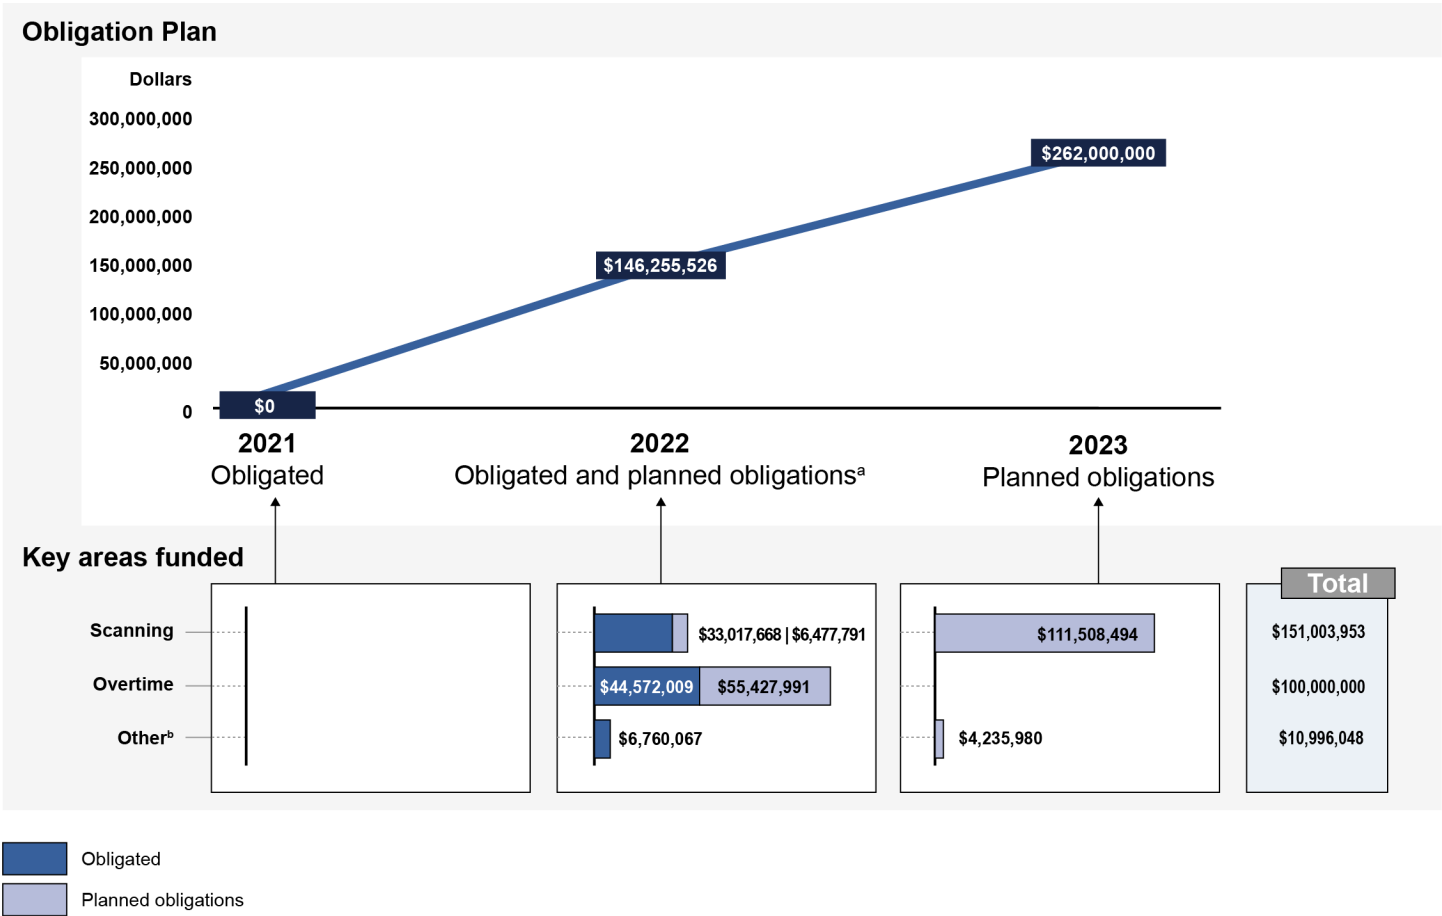 Obligation Plan
Dollars
300,000,000
250,000,000
200,000,000
150,000,000
100,000,000
50,000,000
0
$0
$146,255,526
$262,000,000
2021
Obligated
2022
Obligated and planned obligationsᵃ
2023
Planned obligations
Key areas funded
Total
Scanning
$33,017,668 | $6,477,791
$111,508,494
$151,003,953
Overtime
$44,572,009
$55,427,991
$100,000,000
Otherᵇ
$6,760,067
$4,235,980
$10,996,048
Obligated
Planned obligations